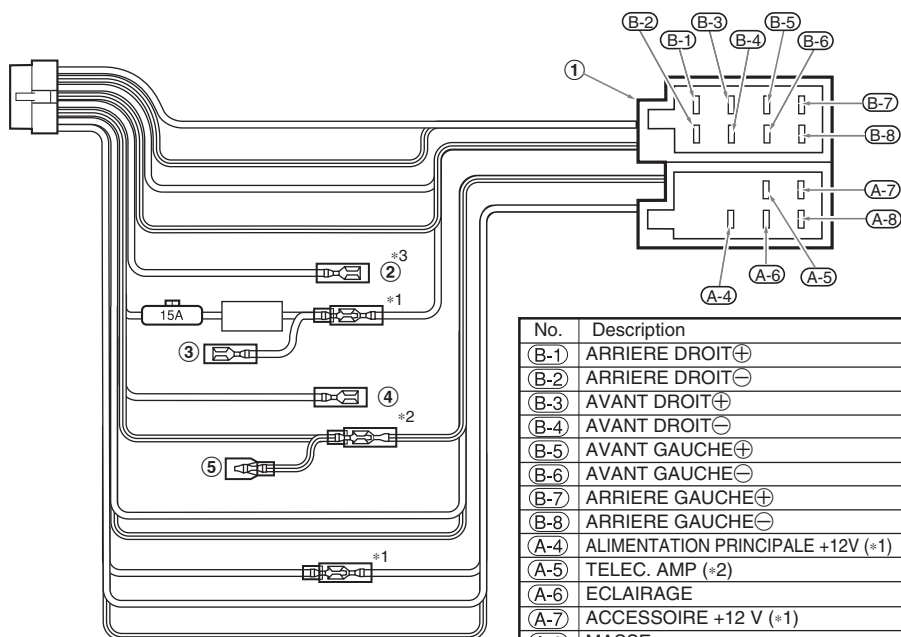 B-2
B-3
B-5
B-1
B-4
B-6
1
B-7
B-8
A-7
A-8
A-6
A-5
A-4
*3
2
15A
*1
3
4
*2
5
*1
No. Description
B-1 ARRIERE DROIT⊕
B-2 ARRIERE DROIT⊖
B-3 AVANT DROIT⊕
B-4 AVANT DROIT⊖
B-5 AVANT GAUCHE⊕
B-6 AVANT GAUCHE⊖
B-7 ARRIERE GAUCHE⊕
B-8 ARRIERE GAUCHE⊖
A-4 ALIMENTATION PRINCIPALE +12V (*1)
A-5 TELEC. AMP (*2)
A-6 ECLAIRAGE
A-7 ACCESSOIRE +12 V (*1)
MASSE